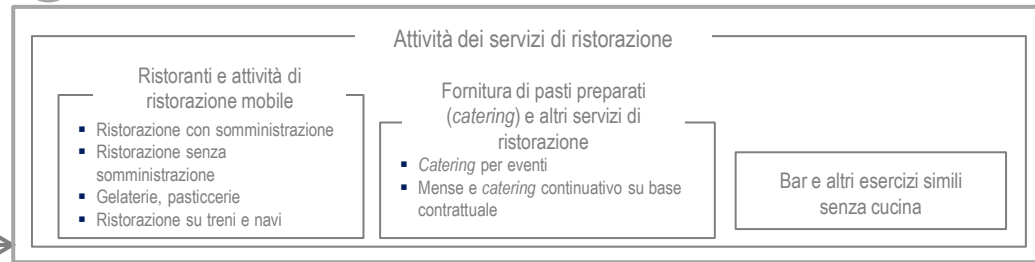 Attività dei servizi di ristorazione
Ristoranti e attività di
ristorazione mobile
▪ Ristorazione con somministrazione
▪ Ristorazione senza
somministrazione
▪ Gelaterie, pasticcerie
▪ Ristorazione su treni e navi
Fornitura di pasti preparati
(catering) e altri servizi di
ristorazione
▪ Catering per eventi
▪ Mense e catering continuativo su base
contrattuale
Bar e altri esercizi simili
senza cucina